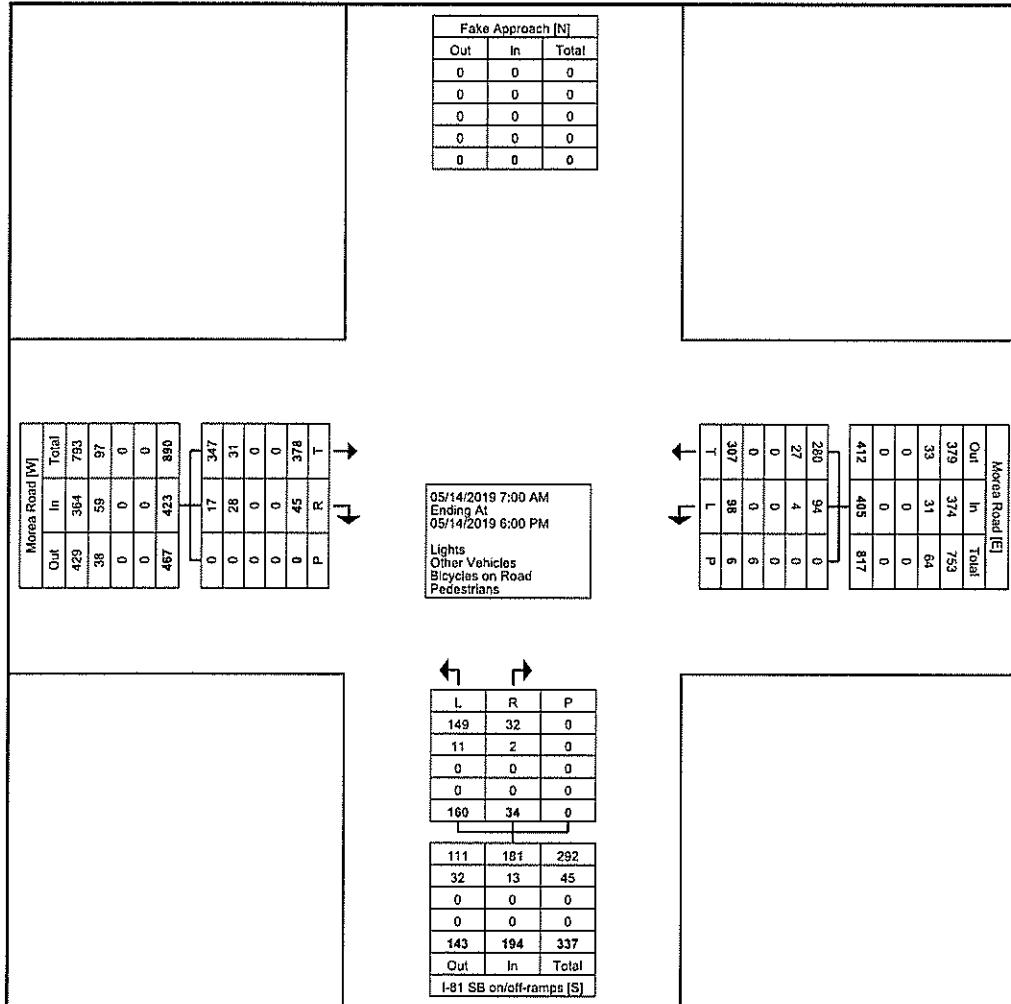 Fake Approach [N]
Out In Total
0 0 0
0 0 0
0 0 0
0 0 0
0 0 0
Morea Road [W]
Out In Total
429 364 793
38 59 97
0 0 0
0 0 0
467 423 890
0 17 347
0 28 31
0 0 0
0 0 0
0 45 378
P R T
05/14/2019 7:00 AM
Ending At
05/14/2019 6:00 PM
Lights
Other Vehicles
Bicycles on Road
Pedestrians
Morea Road [E]
Out In Total
379 374 753
33 31 64
0 0 0
0 0 0
412 405 817
280 94 0
27 4 0
0 0 0
0 0 6
307 98 6
T L P
L R P
149 32 0
11 2 0
0 0 0
0 0 0
160 34 0
111 181 292
32 13 45
0 0 0
0 0 0
143 194 337
Out In Total
I-81 SB on/off-ramps [S]